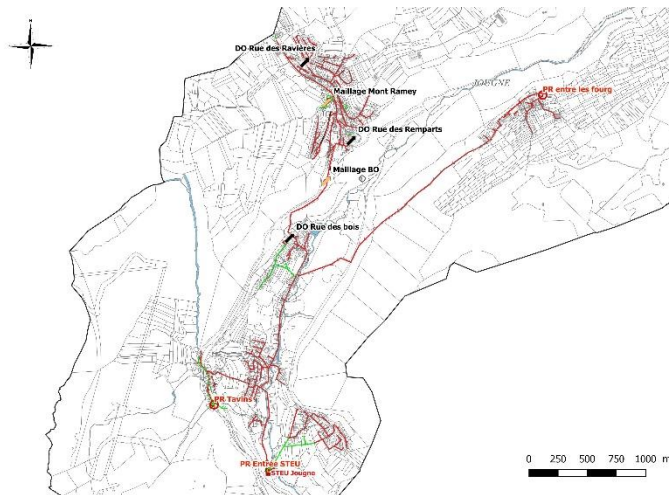 DO Rue des Ravières
Maillage Mont Ramey
JOUGNE
PR entre les fourg
DO Rue des Remparts
Maillage BO
DO Rue des bois
PR Tavins
PR Entrée STEU
STEU Jougne
0 250 500 750 1000 m